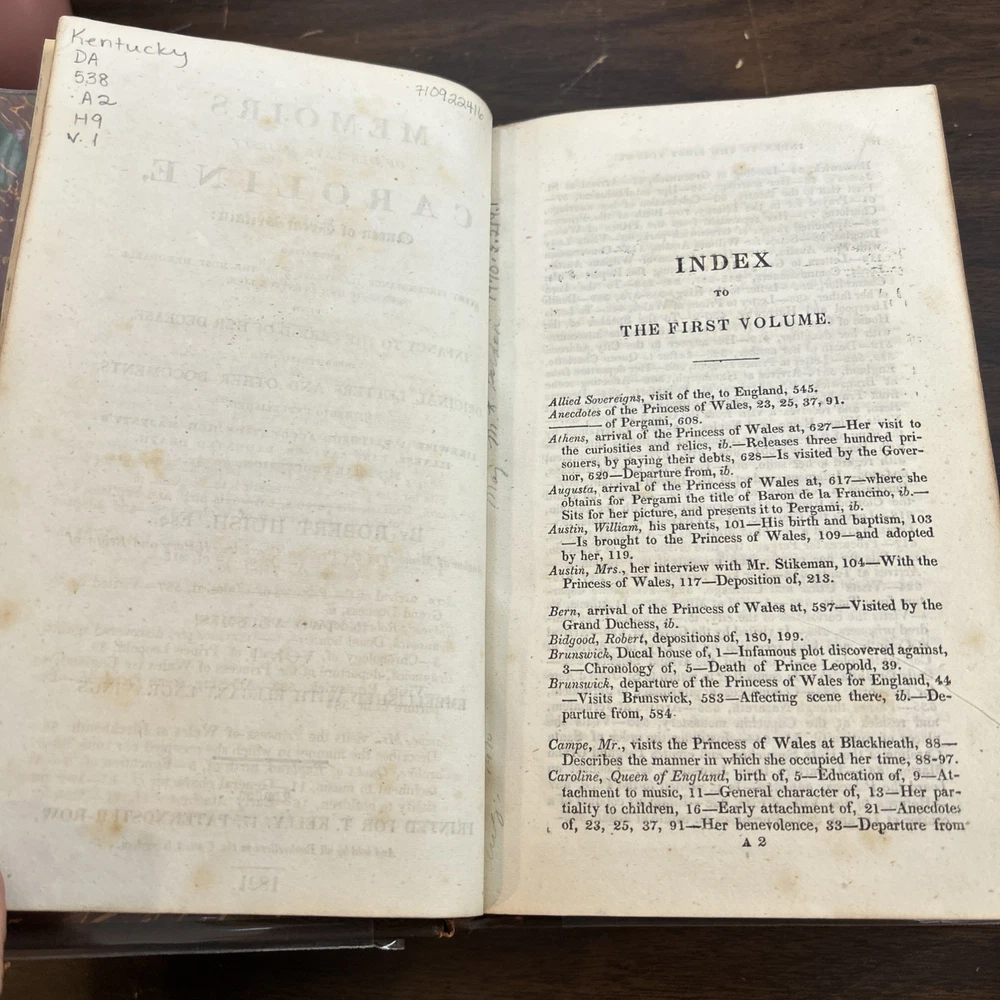 Kentucky
DA
538
.A2
H9
v. 1
710922416
INDEX
TO
THE FIRST VOLUME.
Allied Sovereigns, visit of the, to England, 545.
Anecdotes of the Princess of Wales, 23, 25, 37, 91.
——— of Pergami, 608.
Athens, arrival of the Princess of Wales at, 627—Her visit to
the curiosities and relics, ib.—Releases three hundred pri-
soners, by paying their debts, 628—Is visited by the Gover-
nor, 629—Departure from, ib.
Augusta, arrival of the Princess of Wales at, 617—where she
obtains for Pergami the title of Baron de la Francino, ib.—
Sits for her picture, and presents it to Pergami, ib.
Austin, William, his parents, 101—His birth and baptism, 103
—Is brought to the Princess of Wales, 109—and adopted
by her, 119.
Austin, Mrs., her interview with Mr. Stikeman, 104—With the
Princess of Wales, 117—Deposition of, 213.
Bern, arrival of the Princess of Wales at, 587—Visited by the
Grand Duchess, ib.
Bidgood, Robert, depositions of, 180, 199.
Brunswick, Ducal house of, 1—Infamous plot discovered against,
3—Chronology of, 5—Death of Prince Leopold, 39.
Brunswick, departure of the Princess of Wales for England, 44
—Visits Brunswick, 583—Affecting scene there, ib.—De-
parture from, 584.
Campe, Mr., visits the Princess of Wales at Blackheath, 88—
Describes the manner in which she occupied her time, 88-97.
Caroline, Queen of England, birth of, 5—Education of, 9—At-
tachment to music, 11—General character of, 13—Her par-
tiality to children, 16—Early attachment of, 21—Anecdotes
of, 23, 25, 37, 91—Her benevolence, 33—Departure from
A 2